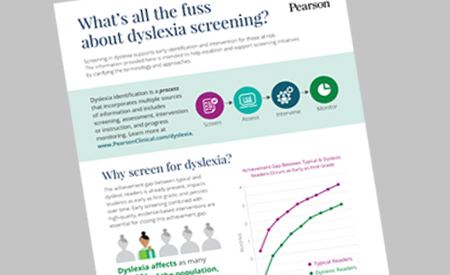 What's all the fuss
about dyslexia screening?
Pearson
Screening in dyslexia supports early identification and intervention for those at risk.
The information provided here is intended to help establish and support screening initiatives
by clarifying the terminology and approaches.
Dyslexia identification is a process
that incorporates multiple sources
of information and includes
screening, assessment, intervention
or instruction, and progress
monitoring. Learn more at
www.PearsonClinical.com/dyslexia.
Screen
Assess
Intervene
Monitor
Why screen for dyslexia?
The achievement gap between typical
and dyslexic readers is already present, impacts
students as early as first grade, and persists
over time. Early screening combined with
high-quality, evidence-based interventions are
essential for closing this achievement gap.
Dyslexia affects as many
of the population,
Achievement Gap Between Typical & Dyslexic
Readers Occurs as Early as First Grade
Typical Readers
Dyslexic Readers